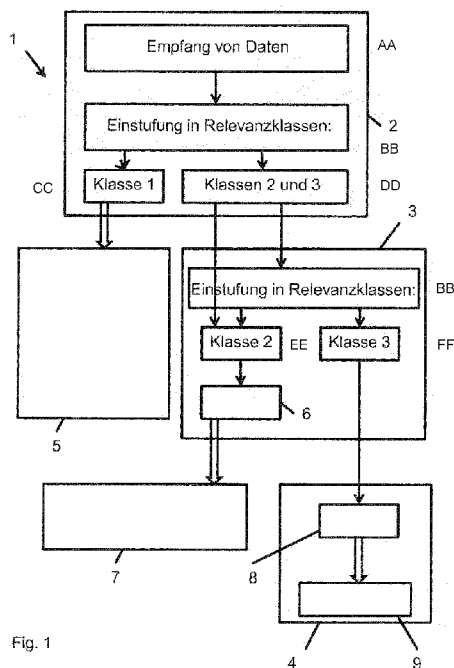 1
Empfang von Daten AA
Einstufung in Relevanzklassen: 2
BB
CC Klasse 1 Klassen 2 und 3 DD
3
Einstufung in Relevanzklassen: BB
Klasse 2 EE Klasse 3 FF
5 6
7 8
Fig. 1 4 9